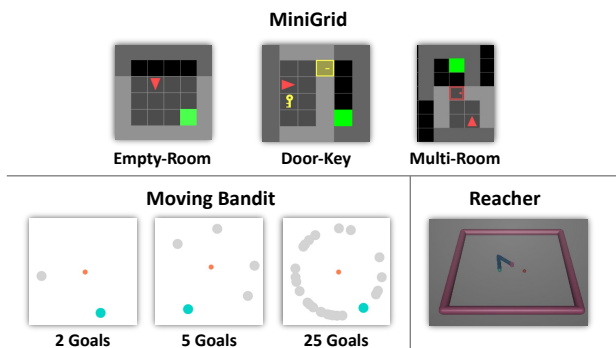 MiniGrid
Empty-Room Door-Key Multi-Room
Moving Bandit Reacher
2 Goals 5 Goals 25 Goals